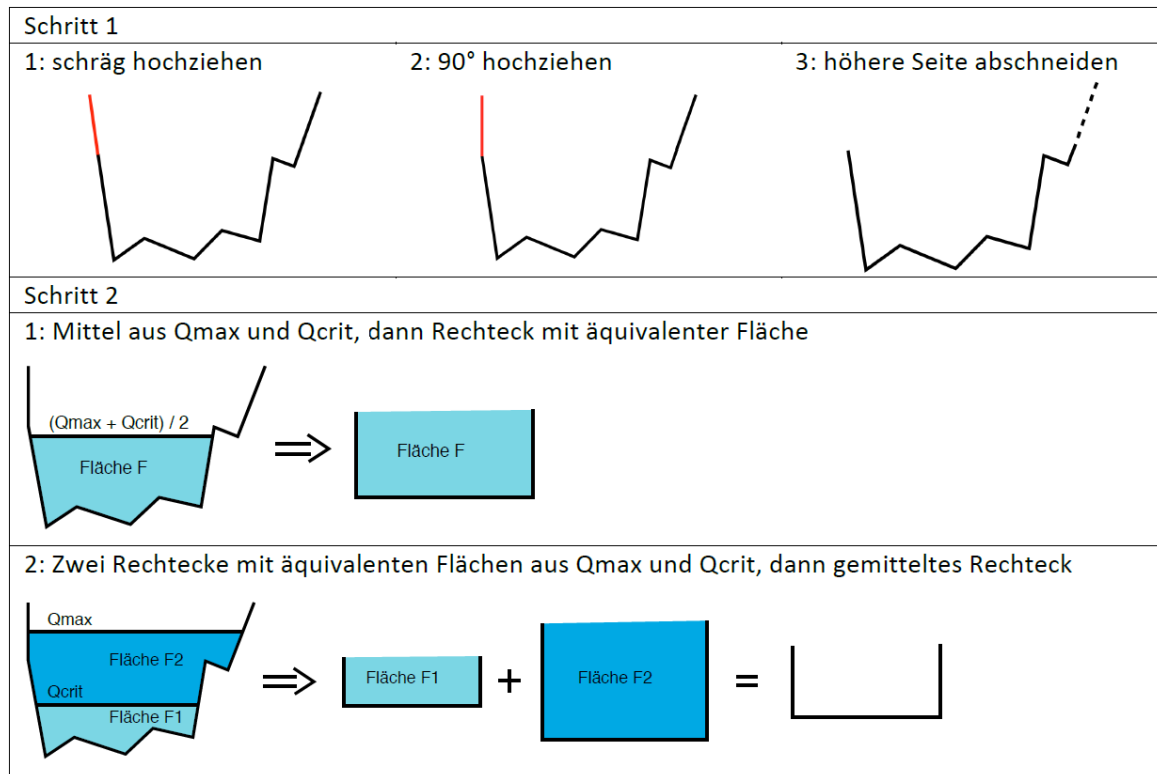 Schritt 1
1: schräg hochziehen
2: 90° hochziehen
3: höhere Seite abschneiden
Schritt 2
1: Mittel aus Qmax und Qcrit, dann Rechteck mit äquivalenter Fläche
(Qmax + Qcrit) / 2
Fläche F
Fläche F
2: Zwei Rechtecke mit äquivalenten Flächen aus Qmax und Qcrit, dann gemitteltes Rechteck
Qmax
Fläche F2
Qcrit
Fläche F1
Fläche F1
+
Fläche F2
=